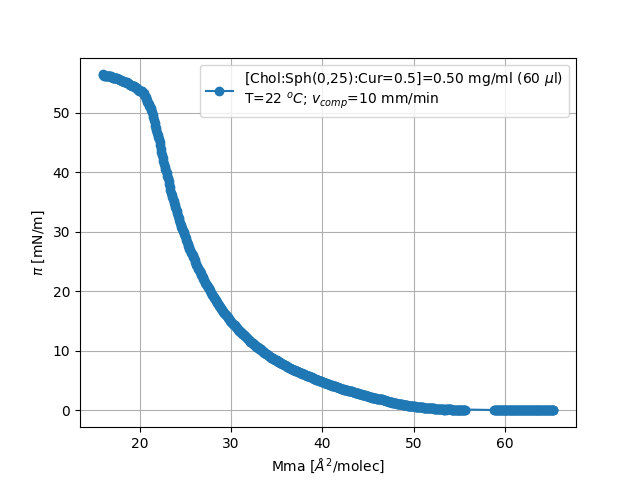 [Chol:Sph(0,25):Cur=0.5]=0.50 mg/ml (60 μl)
T=22 °C; v_comp=10 mm/min
π [mN/m]
50
40
30
20
10
0
20 30 40 50 60
Mma [Å²/molec]